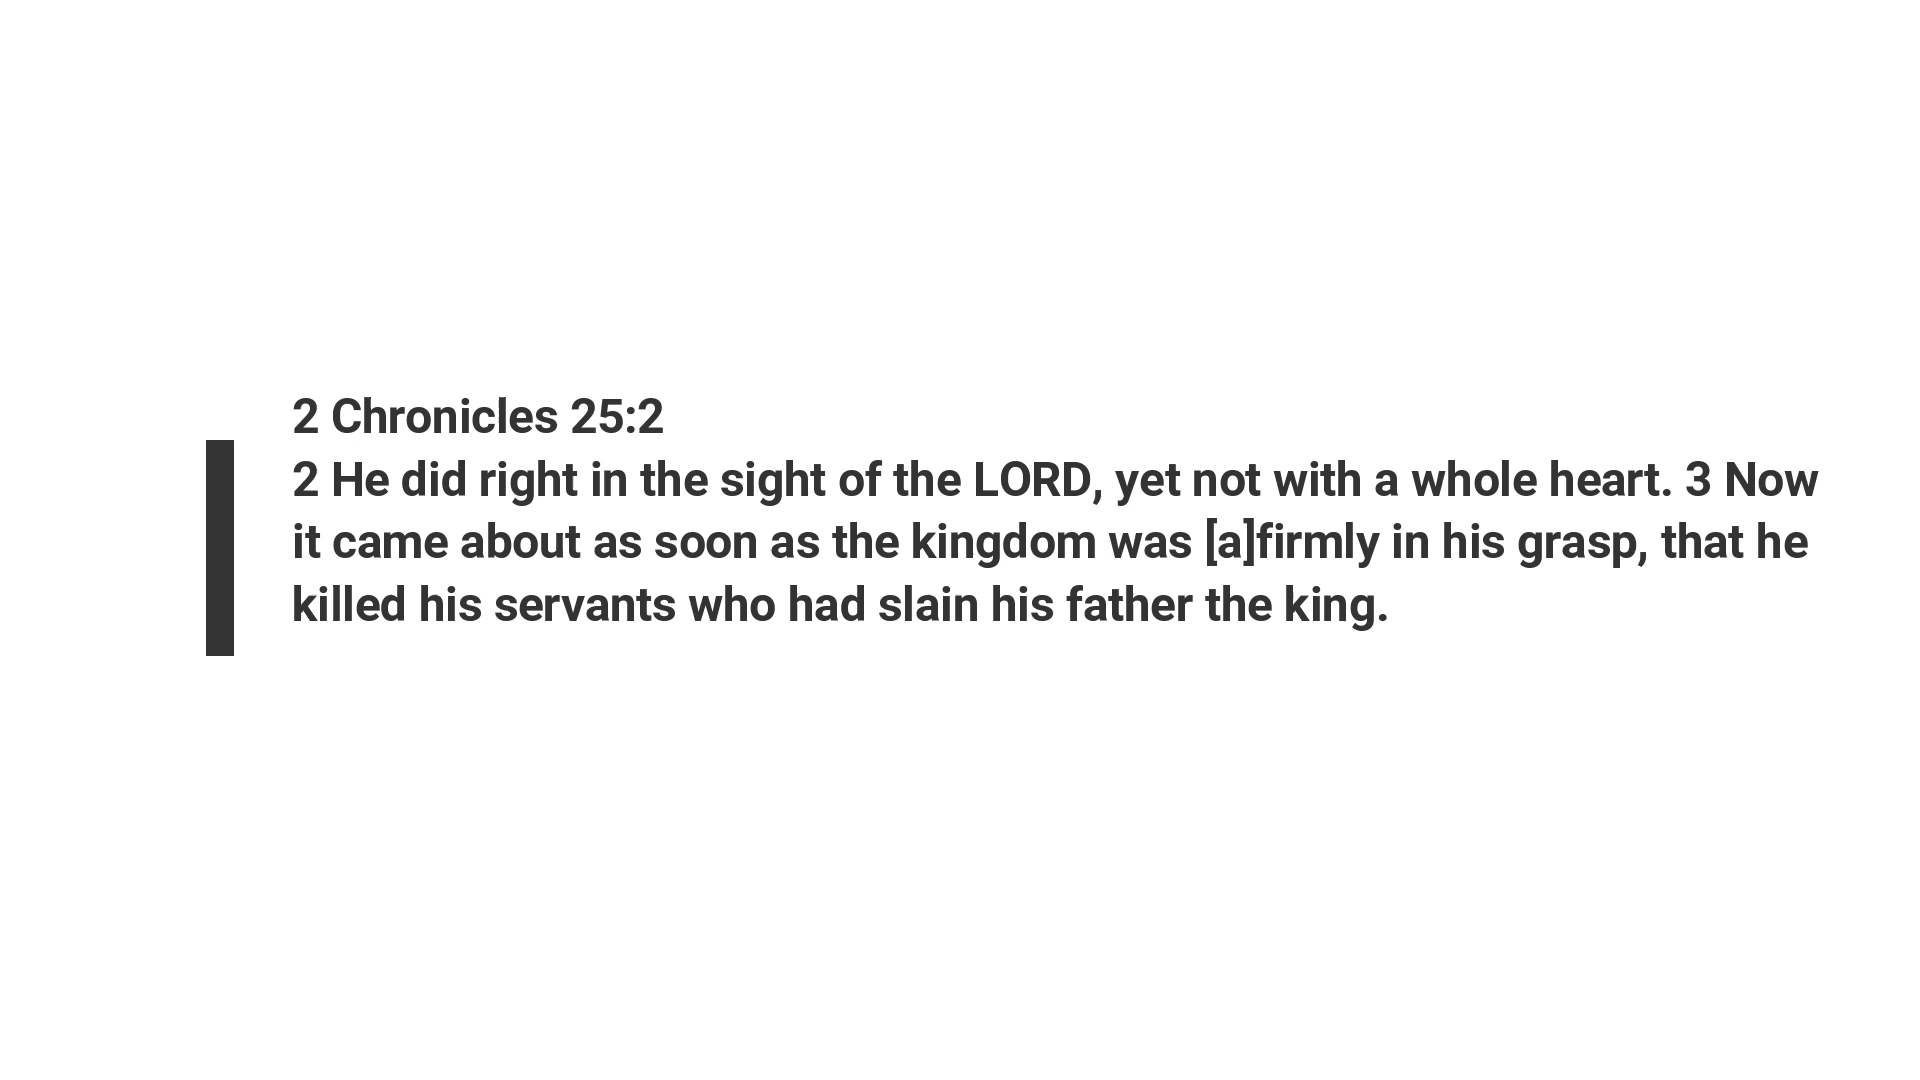 2 Chronicles 25:2
2 He did right in the sight of the LORD, yet not with a whole heart. 3 Now
it came about as soon as the kingdom was [a]firmly in his grasp, that he
killed his servants who had slain his father the king.